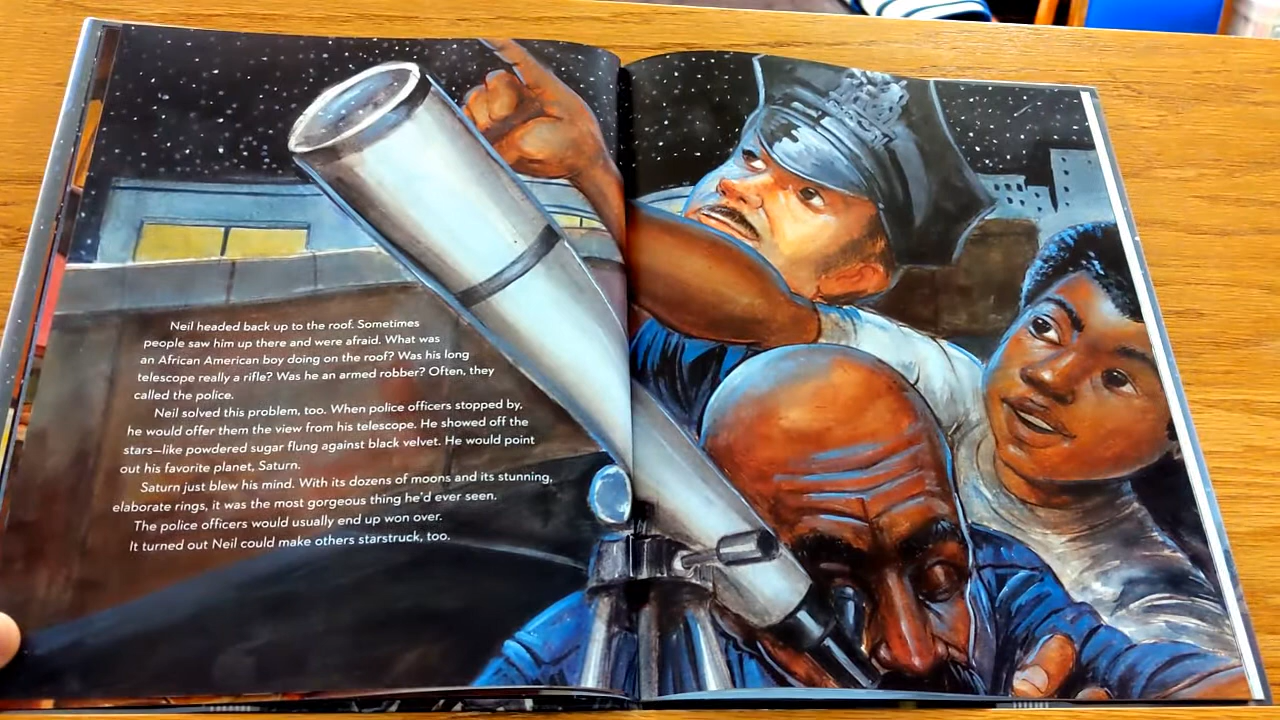 Neil headed back up to the roof. Sometimes
people saw him up there and were afraid. What was
an African American boy doing on the roof? Was his long
telescope really a rifle? Was he an armed robber? Often, they
called the police.
Neil solved this problem, too. When police officers stopped by,
he would offer them the view from his telescope. He showed off the
stars—like powdered sugar flung against black velvet. He would point
out his favorite planet, Saturn.
Saturn just blew his mind. With its dozens of moons and its stunning,
elaborate rings, it was the most gorgeous thing he'd ever seen.
The police officers would usually end up won over.
It turned out Neil could make others starstruck, too.